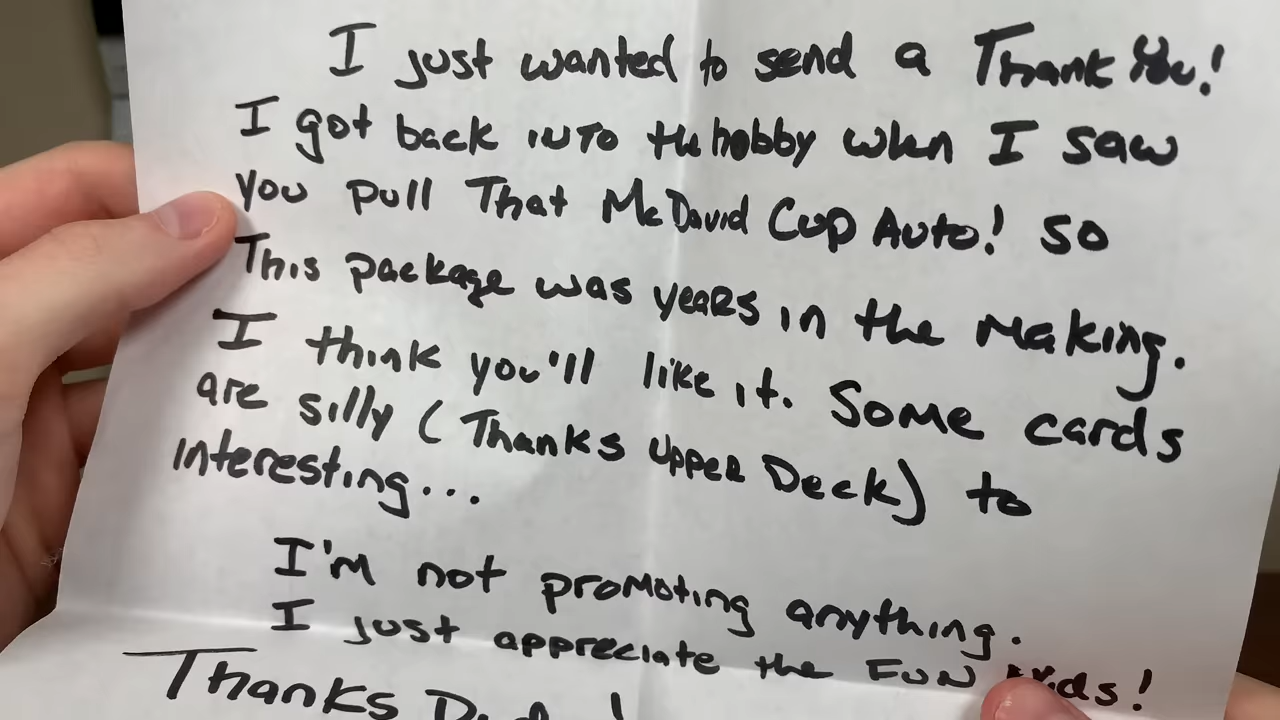 I just wanted to send a Thank You!
I got back INTO the hobby when I saw
you pull That McDavid Cup Auto! So
This package was years in the Making.
I think you'll like it. Some cards
are silly (Thanks Upper Deck) to
interesting...
I'm not promoting anything.
I just appreciate the FUN
Thanks